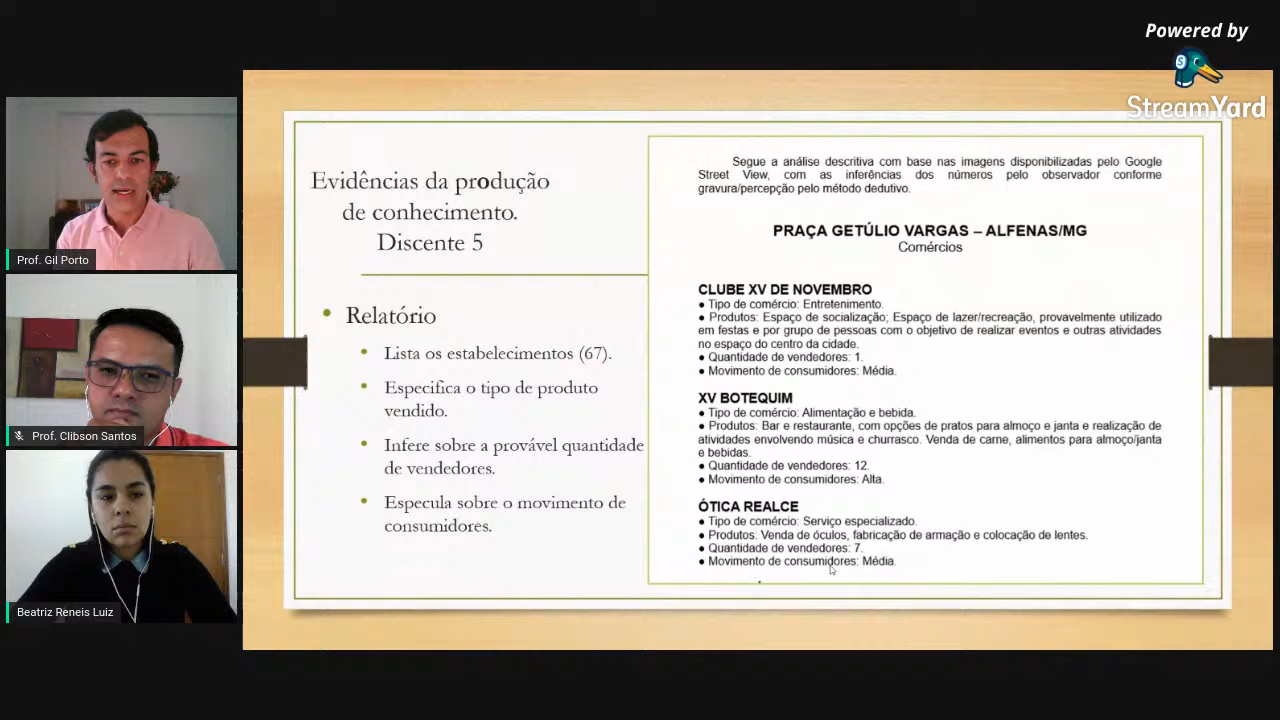 Powered by
StreamYard
Prof. Gil Porto
Prof. Clibson Santos
Beatriz Reneis Luiz
Evidências da produção
de conhecimento.
Discente 5
• Relatório
• Lista os estabelecimentos (67).
• Especifica o tipo de produto
vendido.
• Infere sobre a provável quantidade
de vendedores.
• Especula sobre o movimento de
consumidores.
Segue a análise descritiva com base nas imagens disponibilizadas pelo Google
Street View, com as inferências dos números pelo observador conforme
gravura/percepção pelo método dedutivo.
PRAÇA GETÚLIO VARGAS – ALFENAS/MG
Comércios
CLUBE XV DE NOVEMBRO
● Tipo de comércio: Entretenimento.
● Produtos: Espaço de socialização; Espaço de lazer/recreação, provavelmente utilizado
em festas e por grupo de pessoas com o objetivo de realizar eventos e outras atividades
no espaço do centro da cidade.
● Quantidade de vendedores: 1.
● Movimento de consumidores: Média.
XV BOTEQUIM
● Tipo de comércio: Alimentação e bebida.
● Produtos: Bar e restaurante, com opções de pratos para almoço e janta e realização de
atividades envolvendo música e churrasco. Venda de carne, alimentos para almoço/janta
e bebidas.
● Quantidade de vendedores: 12.
● Movimento de consumidores: Alta.
ÓTICA REALCE
● Tipo de comércio: Serviço especializado.
● Produtos: Venda de óculos, fabricação de armação e colocação de lentes.
● Quantidade de vendedores: 7.
● Movimento de consumidores: Média.